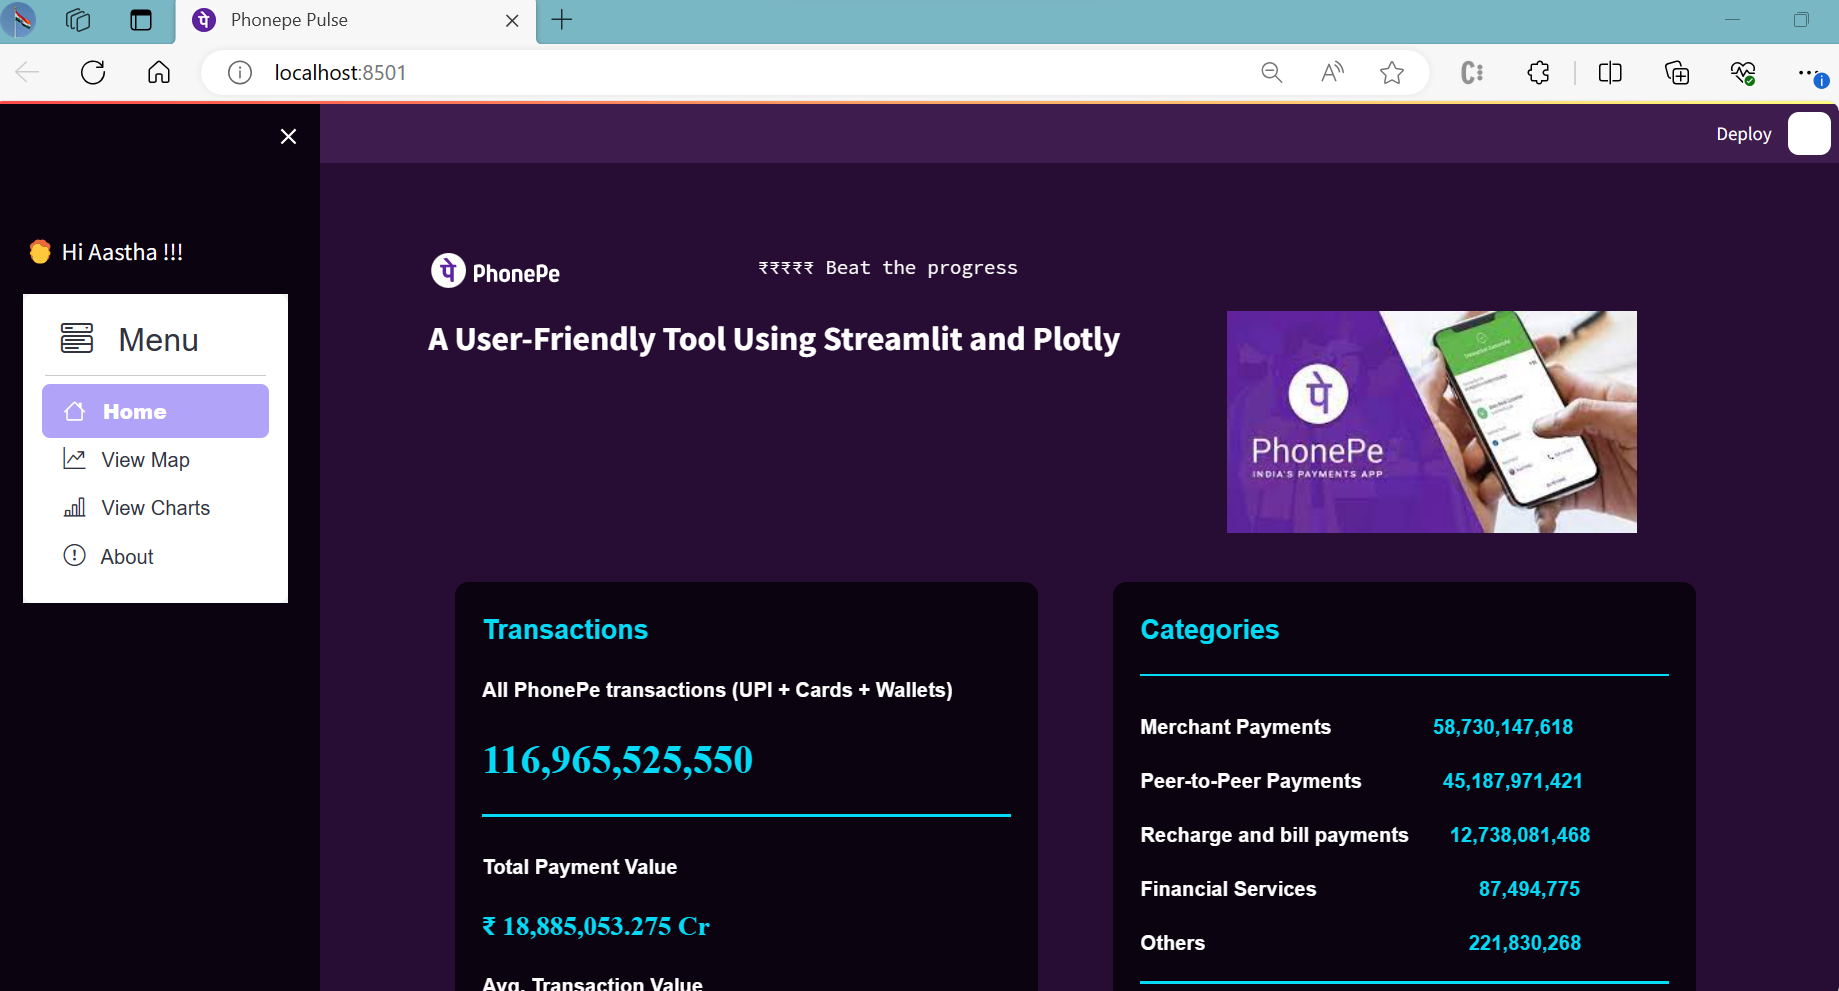 Phonepe Pulse
localhost:8501
Deploy
Hi Aastha !!!
Menu
Home
View Map
View Charts
About
पे PhonePe
₹₹₹₹₹ Beat the progress
A User-Friendly Tool Using Streamlit and Plotly
पे
PhonePe
INDIA'S PAYMENTS APP
Transactions
All PhonePe transactions (UPI + Cards + Wallets)
116,965,525,550
Total Payment Value
₹ 18,885,053.275 Cr
Avg. Transaction Value
Categories
Merchant Payments 58,730,147,618
Peer-to-Peer Payments 45,187,971,421
Recharge and bill payments 12,738,081,468
Financial Services 87,494,775
Others 221,830,268